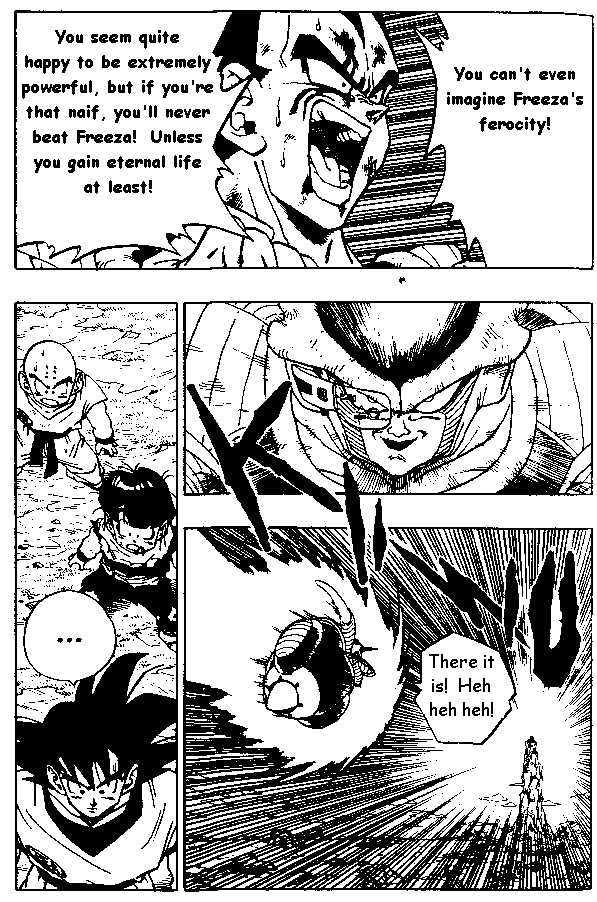 You seem quite
happy to be extremely
powerful, but if you're
that naif, you'll never
beat Freeza! Unless
you gain eternal life
at least!
You can't even
imagine Freeza's
ferocity!
...
There it
is! Heh
heh heh!